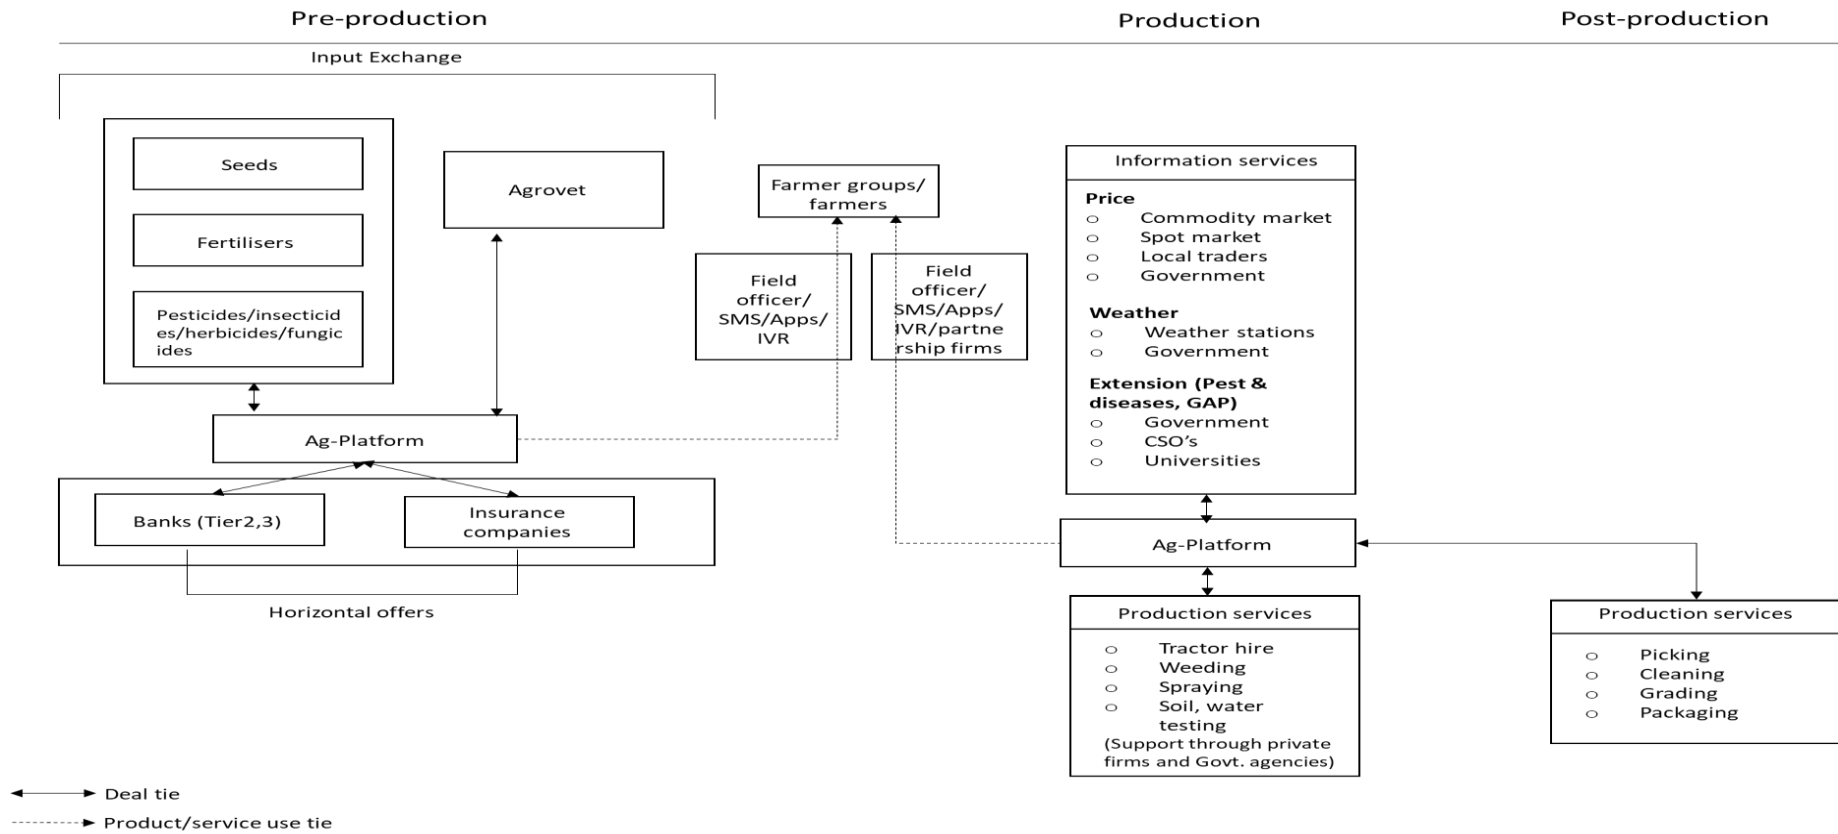 Pre-production
Production
Post-production
Input Exchange
Seeds
Fertilisers
Pesticides/insecticid
es/herbicides/fungic
ides
Agrovet
Ag-Platform
Banks (Tier2,3)
Insurance
companies
Horizontal offers
Farmer groups/
farmers
Field
officer/
SMS/Apps/
IVR
Field
officer/
SMS/Apps/
IVR/partne
rship firms
Information services
Price
o Commodity market
o Spot market
o Local traders
o Government
Weather
o Weather stations
o Government
Extension (Pest &
diseases, GAP)
o Government
o CSO’s
o Universities
Ag-Platform
Production services
o Tractor hire
o Weeding
o Spraying
o Soil, water
testing
(Support through private
firms and Govt. agencies)
Production services
o Picking
o Cleaning
o Grading
o Packaging
Deal tie
Product/service use tie